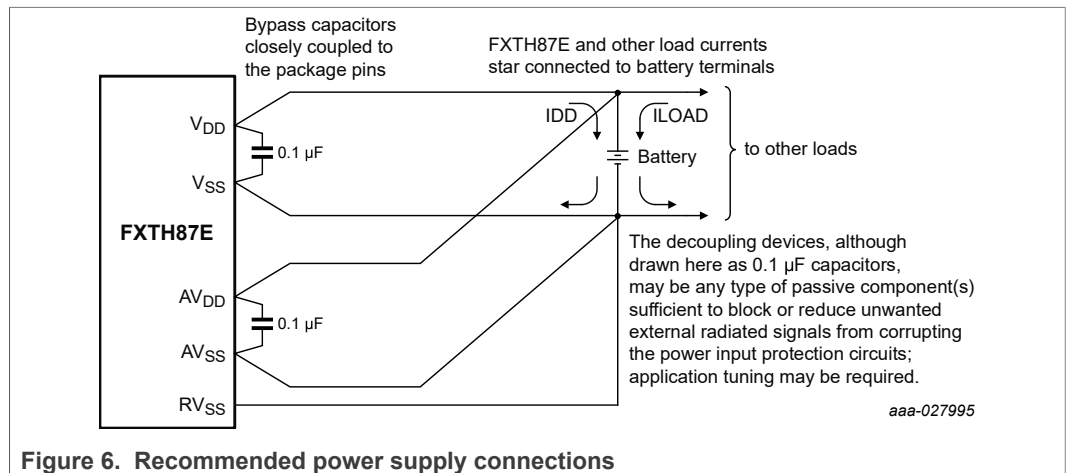 Bypass capacitors
closely coupled to
the package pins
FXTH87E and other load currents
star connected to battery terminals
VDD
0.1 µF
VSS
FXTH87E
AVDD
0.1 µF
AVSS
RVSS
IDD
ILOAD
Battery
to other loads
The decoupling devices, although
drawn here as 0.1 µF capacitors,
may be any type of passive component(s)
sufficient to block or reduce unwanted
external radiated signals from corrupting
the power input protection circuits;
application tuning may be required.
aaa-027995
Figure 6. Recommended power supply connections